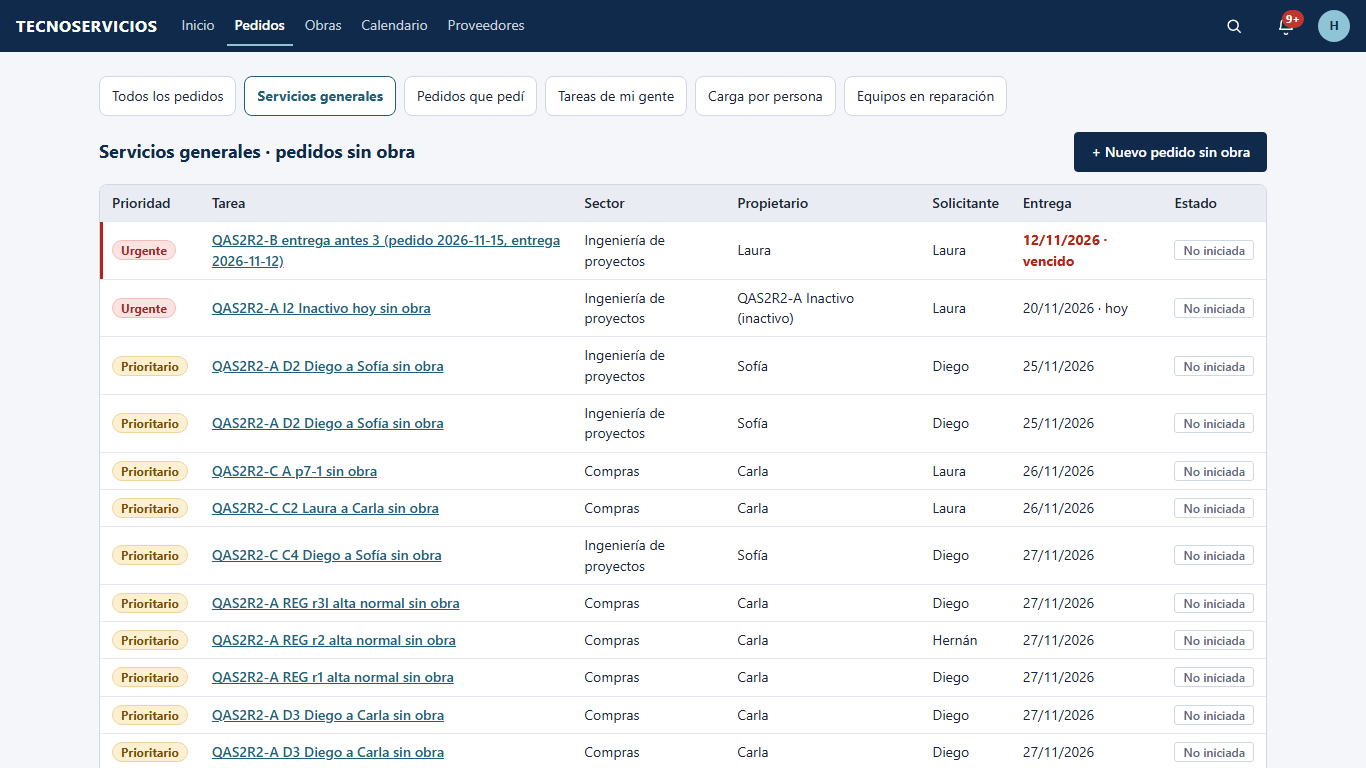 TECNOSERVICIOS Inicio Pedidos Obras Calendario Proveedores 9+ H
Todos los pedidos Servicios generales Pedidos que pedí Tareas de mi gente Carga por persona Equipos en reparación
Servicios generales · pedidos sin obra + Nuevo pedido sin obra
Prioridad Tarea Sector Propietario Solicitante Entrega Estado
Urgente QAS2R2-B entrega antes 3 (pedido 2026-11-15, entrega 2026-11-12) Ingeniería de proyectos Laura Laura 12/11/2026 · vencido No iniciada
Urgente QAS2R2-A I2 Inactivo hoy sin obra Ingeniería de proyectos QAS2R2-A Inactivo (inactivo) Laura 20/11/2026 · hoy No iniciada
Prioritario QAS2R2-A D2 Diego a Sofía sin obra Ingeniería de proyectos Sofía Diego 25/11/2026 No iniciada
Prioritario QAS2R2-A D2 Diego a Sofía sin obra Ingeniería de proyectos Sofía Diego 25/11/2026 No iniciada
Prioritario QAS2R2-C A p7-1 sin obra Compras Carla Laura 26/11/2026 No iniciada
Prioritario QAS2R2-C C2 Laura a Carla sin obra Compras Carla Laura 26/11/2026 No iniciada
Prioritario QAS2R2-C C4 Diego a Sofía sin obra Ingeniería de proyectos Sofía Diego 27/11/2026 No iniciada
Prioritario QAS2R2-A REG r3l alta normal sin obra Compras Carla Diego 27/11/2026 No iniciada
Prioritario QAS2R2-A REG r2 alta normal sin obra Compras Carla Hernán 27/11/2026 No iniciada
Prioritario QAS2R2-A REG r1 alta normal sin obra Compras Carla Diego 27/11/2026 No iniciada
Prioritario QAS2R2-A D3 Diego a Carla sin obra Compras Carla Diego 27/11/2026 No iniciada
Prioritario QAS2R2-A D3 Diego a Carla sin obra Compras Carla Diego 27/11/2026 No iniciada